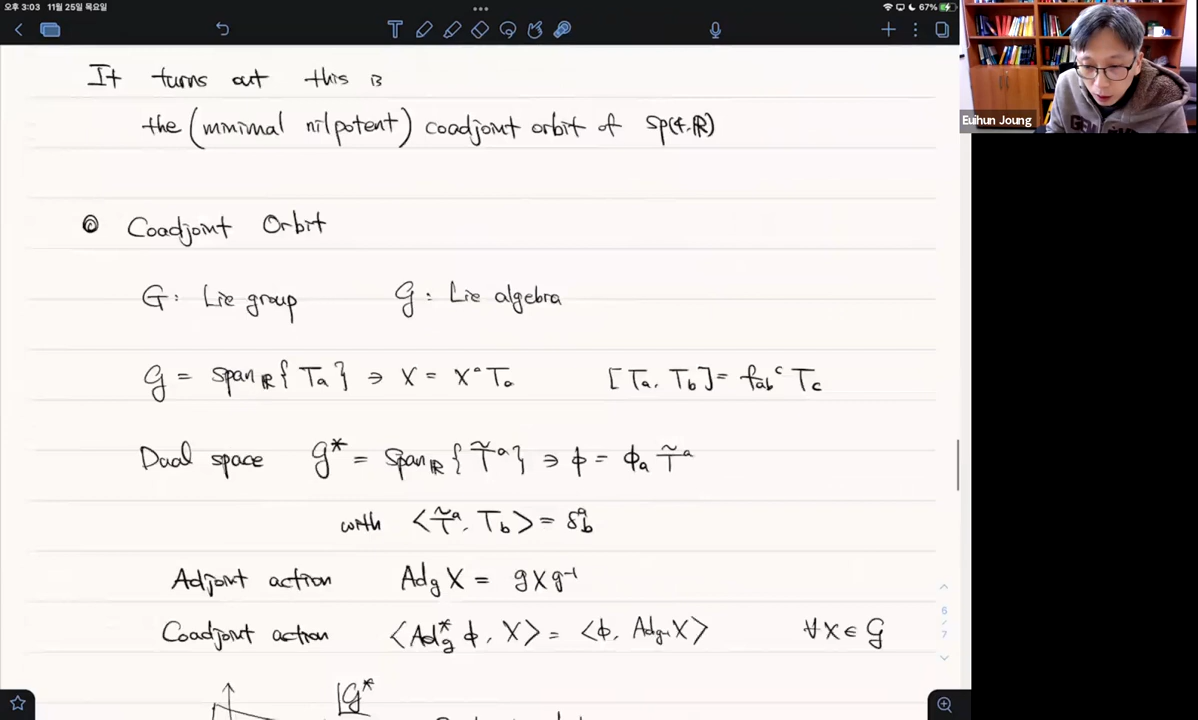 오후 3:03 11월 25일 목요일
67%
It turns out this is
the (minimal nilpotent) coadjoint orbit of Sp(4,ℝ)
Euihun Joung
◎ Coadjoint Orbit
G : Lie group 𝔤 : Lie algebra
𝔤 = span_ℝ{ T_a } ∋ X = X^a T_a [T_a, T_b] = f_ab^c T_c
Dual space 𝔤* = span_ℝ{ T̃^a } ∋ φ = φ_a T̃^a
with < T̃^a, T_b > = δ^a_b
Adjoint action Ad_g X = g X g^-1
Coadjoint action < Ad*_g φ, X > = < φ, Ad_g⁻¹ X > ∀X ∈ 𝔤
6
/
7
𝔤*